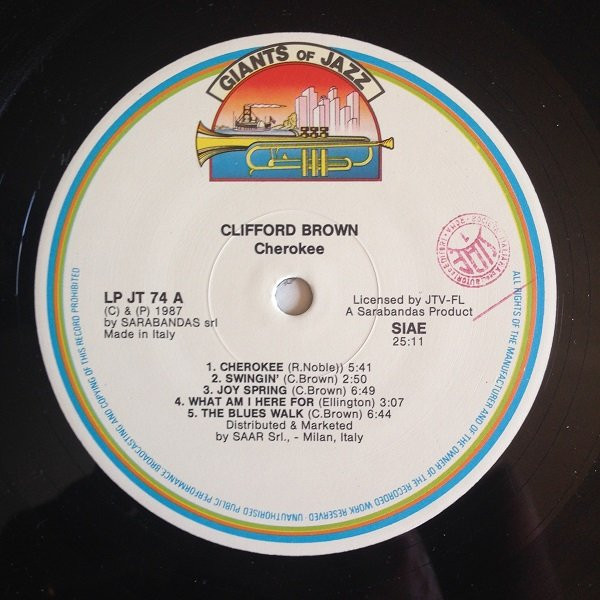 GIANTS OF JAZZ
CLIFFORD BROWN
Cherokee
LP JT 74 A
(C) & (P) 1987
by SARABANDAS srl
Made in Italy
Licensed by JTV-FL
A Sarabandas Product
SIAE
25:11
1. CHEROKEE (R.Noble)) 5:41
2. SWINGIN' (C.Brown) 2:50
3. JOY SPRING (C.Brown) 6:49
4. WHAT AM I HERE FOR (Ellington) 3:07
5. THE BLUES WALK (C.Brown) 6:44
Distributed & Marketed
by SAAR Srl., - Milan, Italy
ALL RIGHTS OF THE MANUFACTURER AND OF THE OWNER OF THE RECORDED WORK RESERVED - UNAUTHORISED PUBLIC PERFORMANCE BROADCASTING AND COPYING OF THIS RECORD PROHIBITED